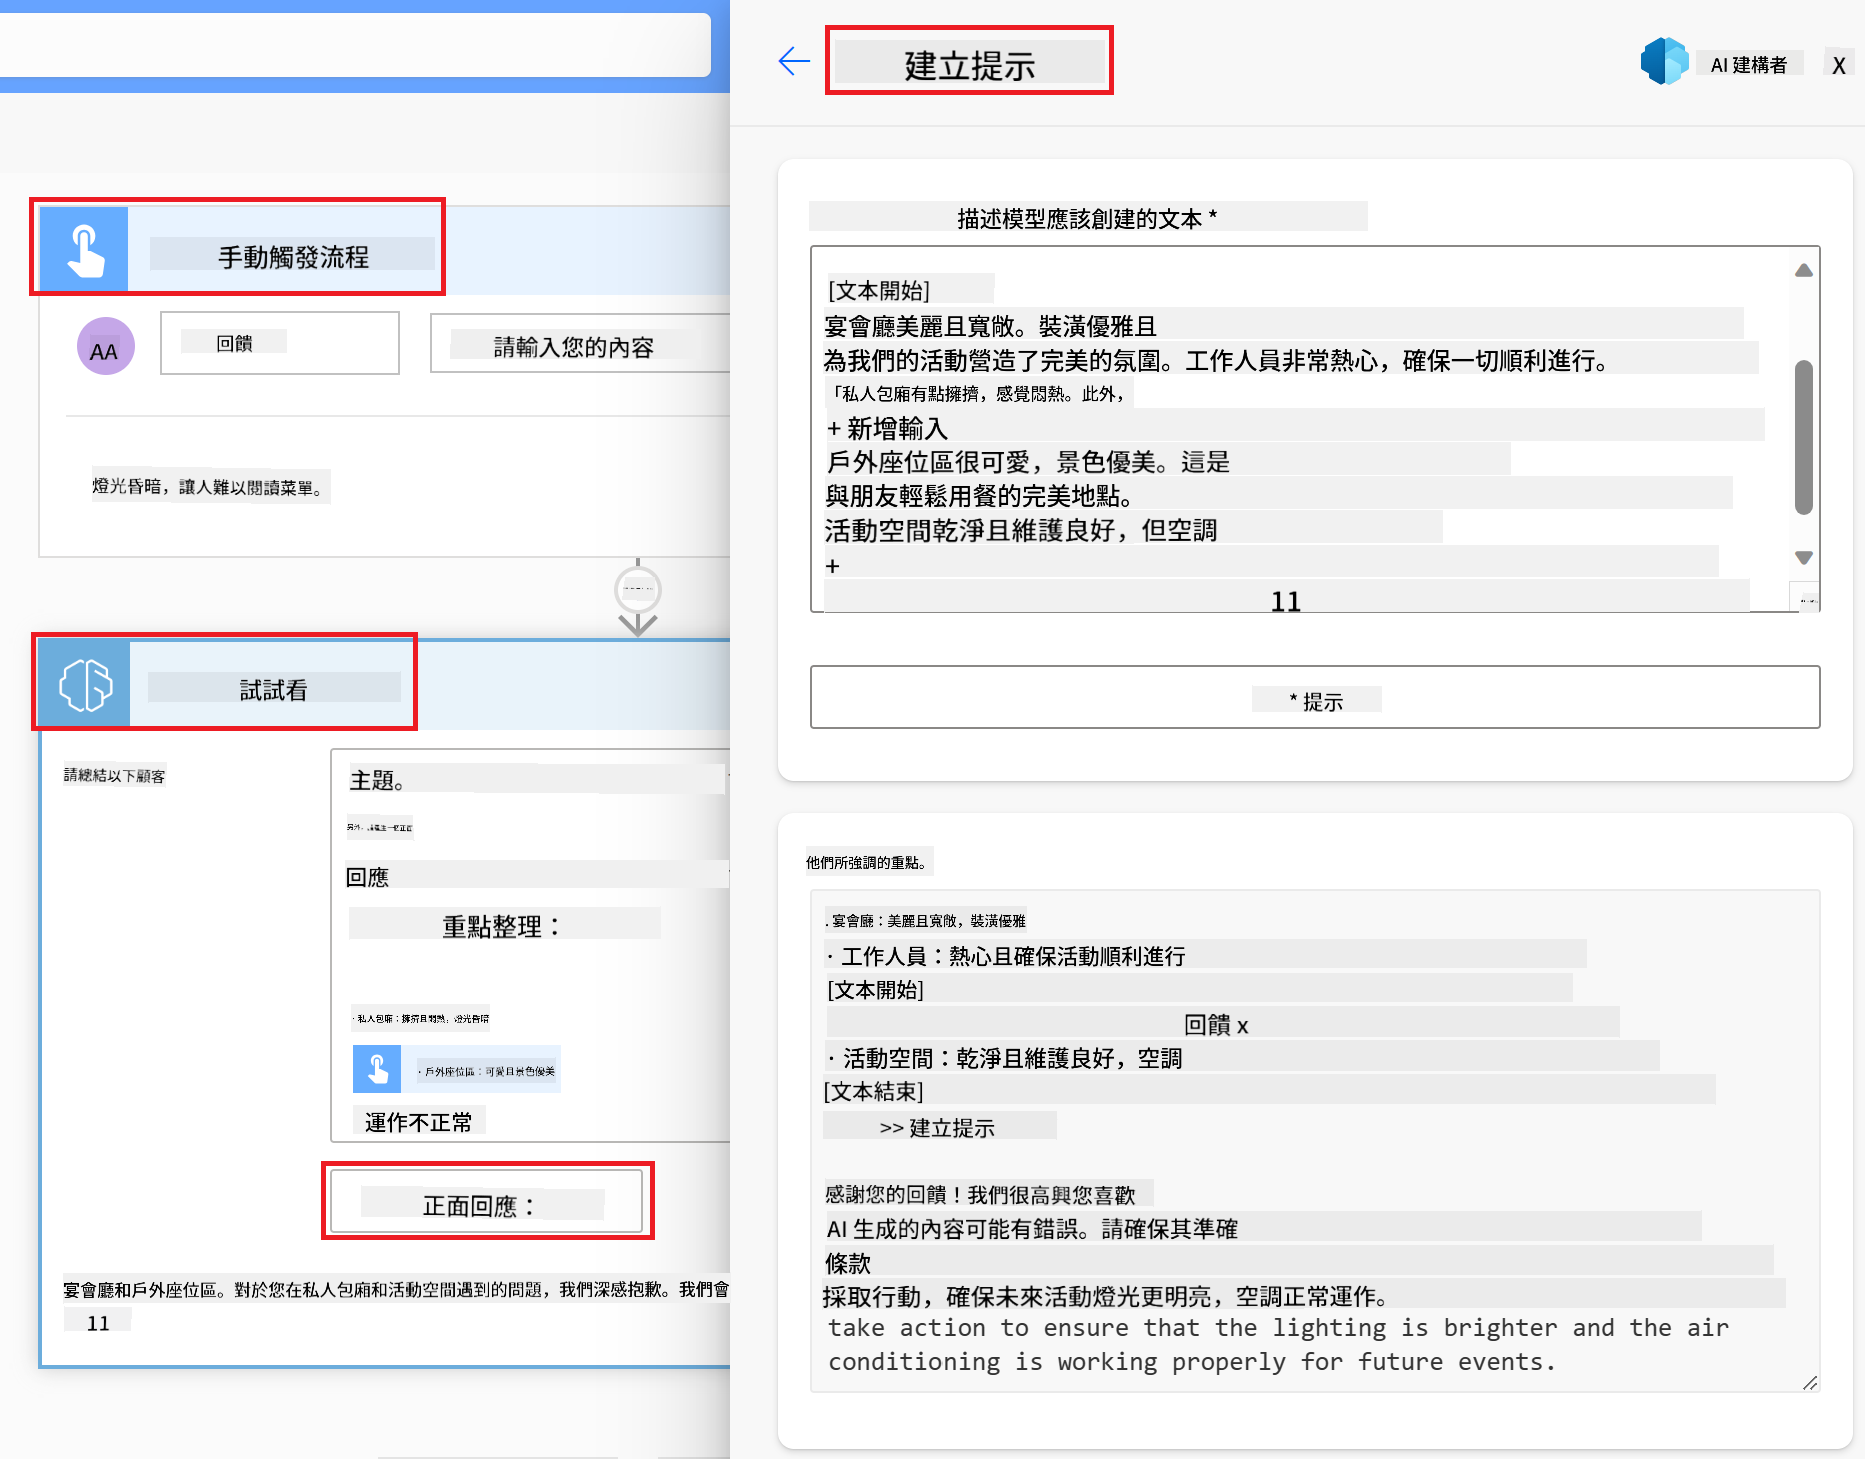 建立提示
AI 建構者
X
手動觸發流程
AA
回饋
請輸入您的內容
燈光昏暗，讓人難以閱讀菜單。
試試看
請總結以下顧客
主題。
回應
重點整理：
· 私人包廂：擁擠且悶熱，燈光昏暗
· 戶外座位區：可愛且景色優美
運作不正常
正面回應：
宴會廳和戶外座位區。對於您在私人包廂和活動空間遇到的問題，我們深感抱歉。我們會
11
描述模型應該創建的文本 *
[文本開始]
宴會廳美麗且寬敞。裝潢優雅且
為我們的活動營造了完美的氛圍。工作人員非常熱心，確保一切順利進行。
「私人包廂有點擁擠，感覺悶熱。此外，
+ 新增輸入
戶外座位區很可愛，景色優美。這是
與朋友輕鬆用餐的完美地點。
活動空間乾淨且維護良好，但空調
+
11
* 提示
他們所強調的重點。
. 宴會廳：美麗且寬敞，裝潢優雅
· 工作人員：熱心且確保活動順利進行
[文本開始]
回饋 x
· 活動空間：乾淨且維護良好，空調
[文本結束]
>> 建立提示
感謝您的回饋！我們很高興您喜歡
AI 生成的內容可能有錯誤。請確保其準確
條款
採取行動，確保未來活動燈光更明亮，空調正常運作。
take action to ensure that the lighting is brighter and the air
conditioning is working properly for future events.